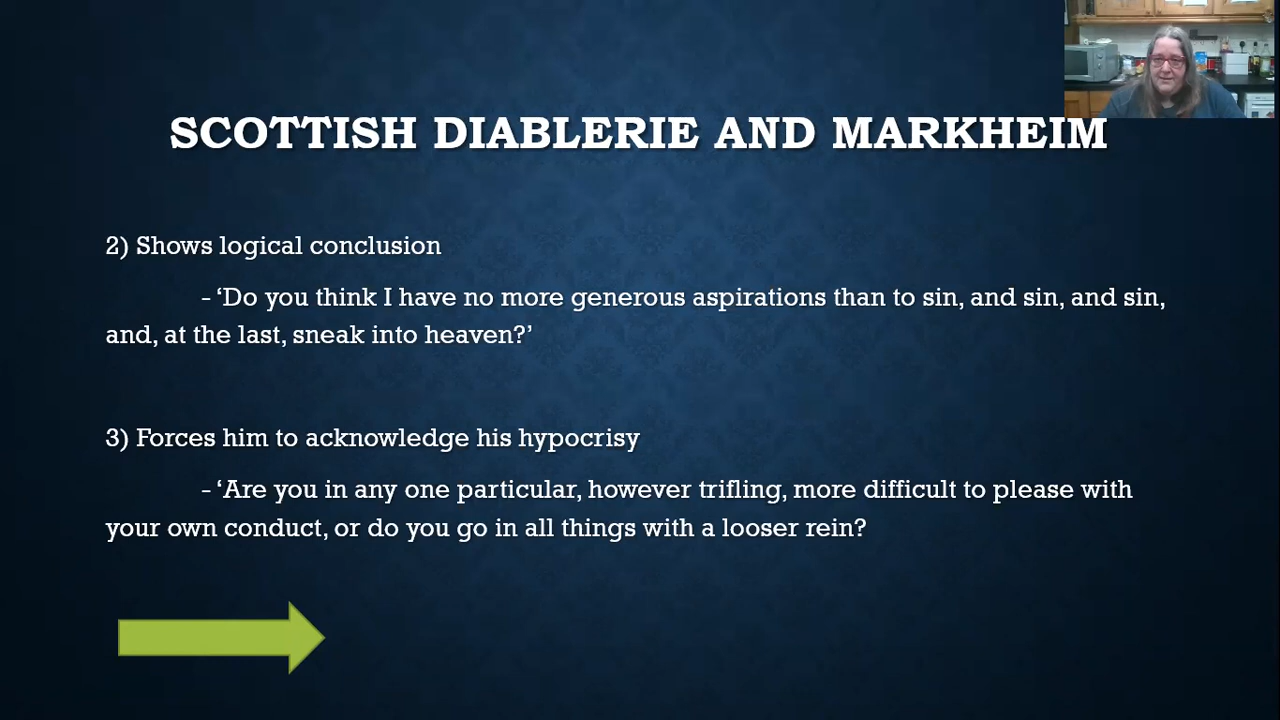 SCOTTISH DIABLERIE AND MARKHEIM
2) Shows logical conclusion
- ‘Do you think I have no more generous aspirations than to sin, and sin, and sin,
and, at the last, sneak into heaven?’
3) Forces him to acknowledge his hypocrisy
- ‘Are you in any one particular, however trifling, more difficult to please with
your own conduct, or do you go in all things with a looser rein?